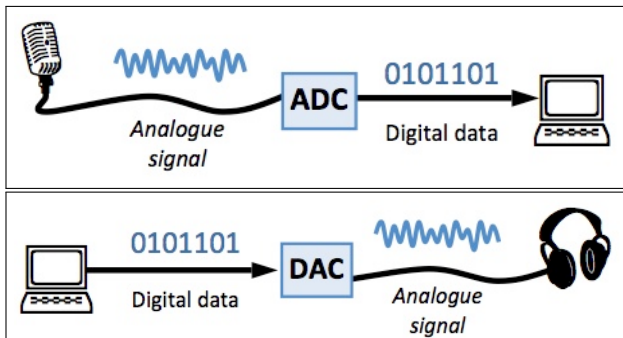 0101101
ADC
Analogue
signal
Digital data
0101101
DAC
Digital data
Analogue
signal